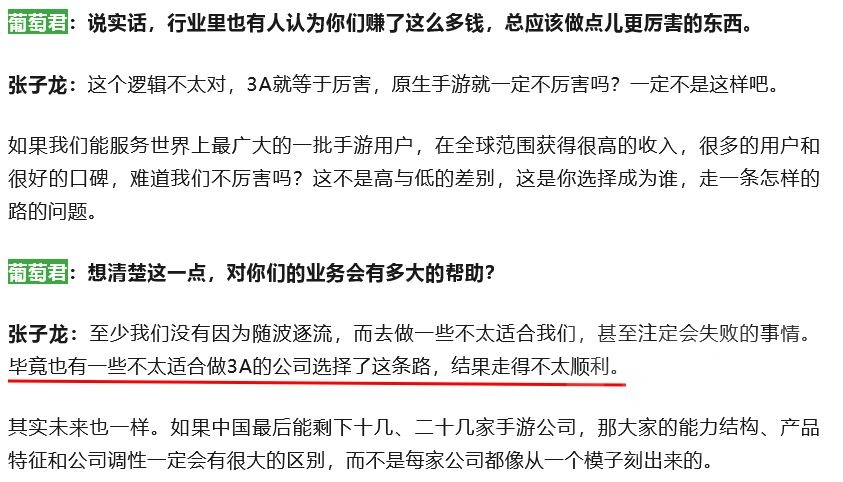 葡萄君：说实话，行业里也有人认为你们赚了这么多钱，总应该做点儿更厉害的东西。
张子龙：这个逻辑不太对，3A就等于厉害，原生手游就一定不厉害吗？一定不是这样吧。
如果我们能服务世界上最广大的一批手游用户，在全球范围获得很高的收入，很多的用户和
很好的口碑，难道我们不厉害吗？这不是高与低的差别，这是你选择成为谁，走一条怎样的
路的问题。
葡萄君：想清楚这一点，对你们的业务会有多大的帮助？
张子龙：至少我们没有因为随波逐流，而去做一些不太适合我们，甚至注定会失败的事情。
毕竟也有一些不太适合做3A的公司选择了这条路，结果走得不太顺利。
其实未来也一样。如果中国最后能剩下十几、二十几家手游公司，那大家的能力结构、产品
特征和公司调性一定会有很大的区别，而不是每家公司都像从一个模子刻出来的。